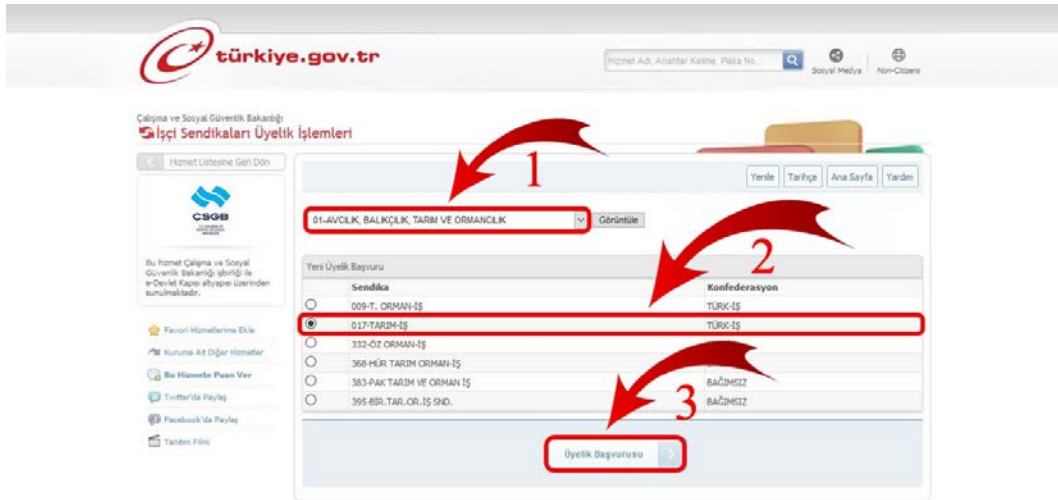 türkiye.gov.tr
Hizmet Adı, Anahtar Kelime, Plaka No...
Sosyal Medya
Non-Citizens
Çalışma ve Sosyal Güvenlik Bakanlığı
İşçi Sendikaları Üyelik İşlemleri
Hizmet Listesine Geri Dön
1
Yenile
Tarihçe
Ana Sayfa
Yardım
ÇSGB
01-AVCILIK, BALIKÇILIK, TARIM VE ORMANCILIK
Görüntüle
Bu hizmet Çalışma ve Sosyal
Güvenlik Bakanlığı işbirliği ile
e-Devlet Kapısı altyapısı üzerinden
sunulmaktadır.
Yeni Üyelik Başvuru
2
Sendika Konfederasyon
009-T. ORMAN-İŞ TÜRK-İŞ
017-TARIM-İŞ TÜRK-İŞ
332-ÖZ ORMAN-İŞ
368-HÜR TARIM ORMAN-İŞ
383-PAK TARIM VE ORMAN İŞ BAĞIMSIZ
395-BİR.TAR.OR.İŞ SND. BAĞIMSIZ
3
Favori Hizmetlerime Ekle
Kuruma Ait Diğer Hizmetler
Bu Hizmete Puan Ver
Twitter'da Paylaş
Facebook'da Paylaş
Tanıtım Filmi
Üyelik Başvurusu